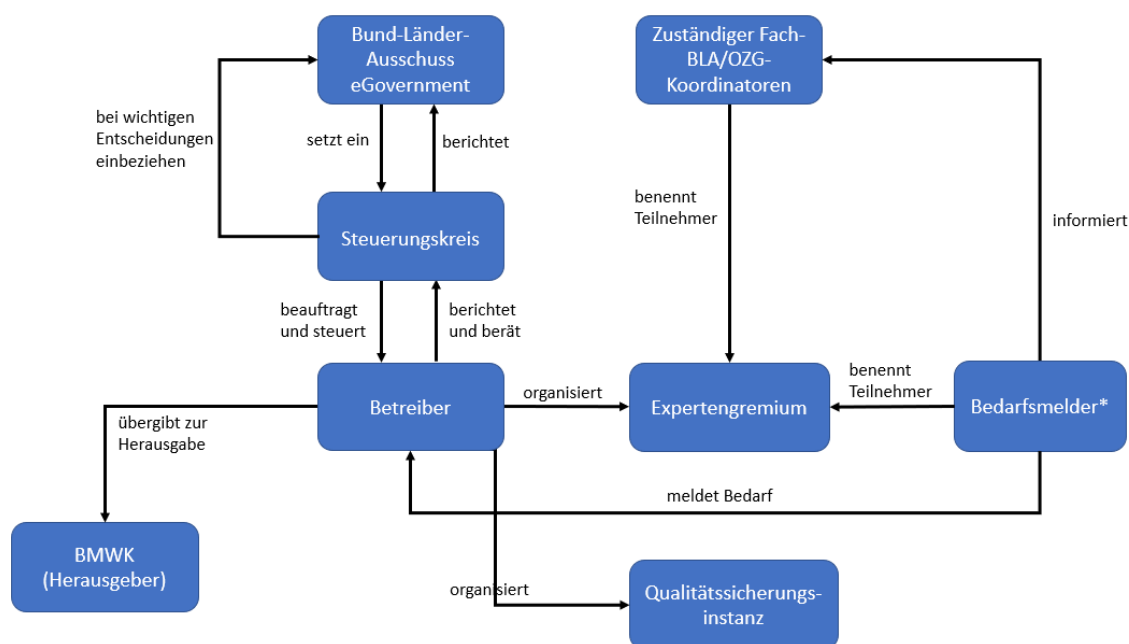 Bund-Länder-
Ausschuss
eGovernment
Zuständiger Fach-
BLA/OZG-
Koordinatoren
bei wichtigen
Entscheidungen
einbeziehen
setzt ein
berichtet
benennt
Teilnehmer
informiert
Steuerungskreis
beauftragt
und steuert
berichtet
und berät
Betreiber
organisiert
Expertengremium
benennt
Teilnehmer
Bedarfsmelder*
übergibt zur
Herausgabe
meldet Bedarf
BMWK
(Herausgeber)
organisiert
Qualitätssicherungs-
instanz